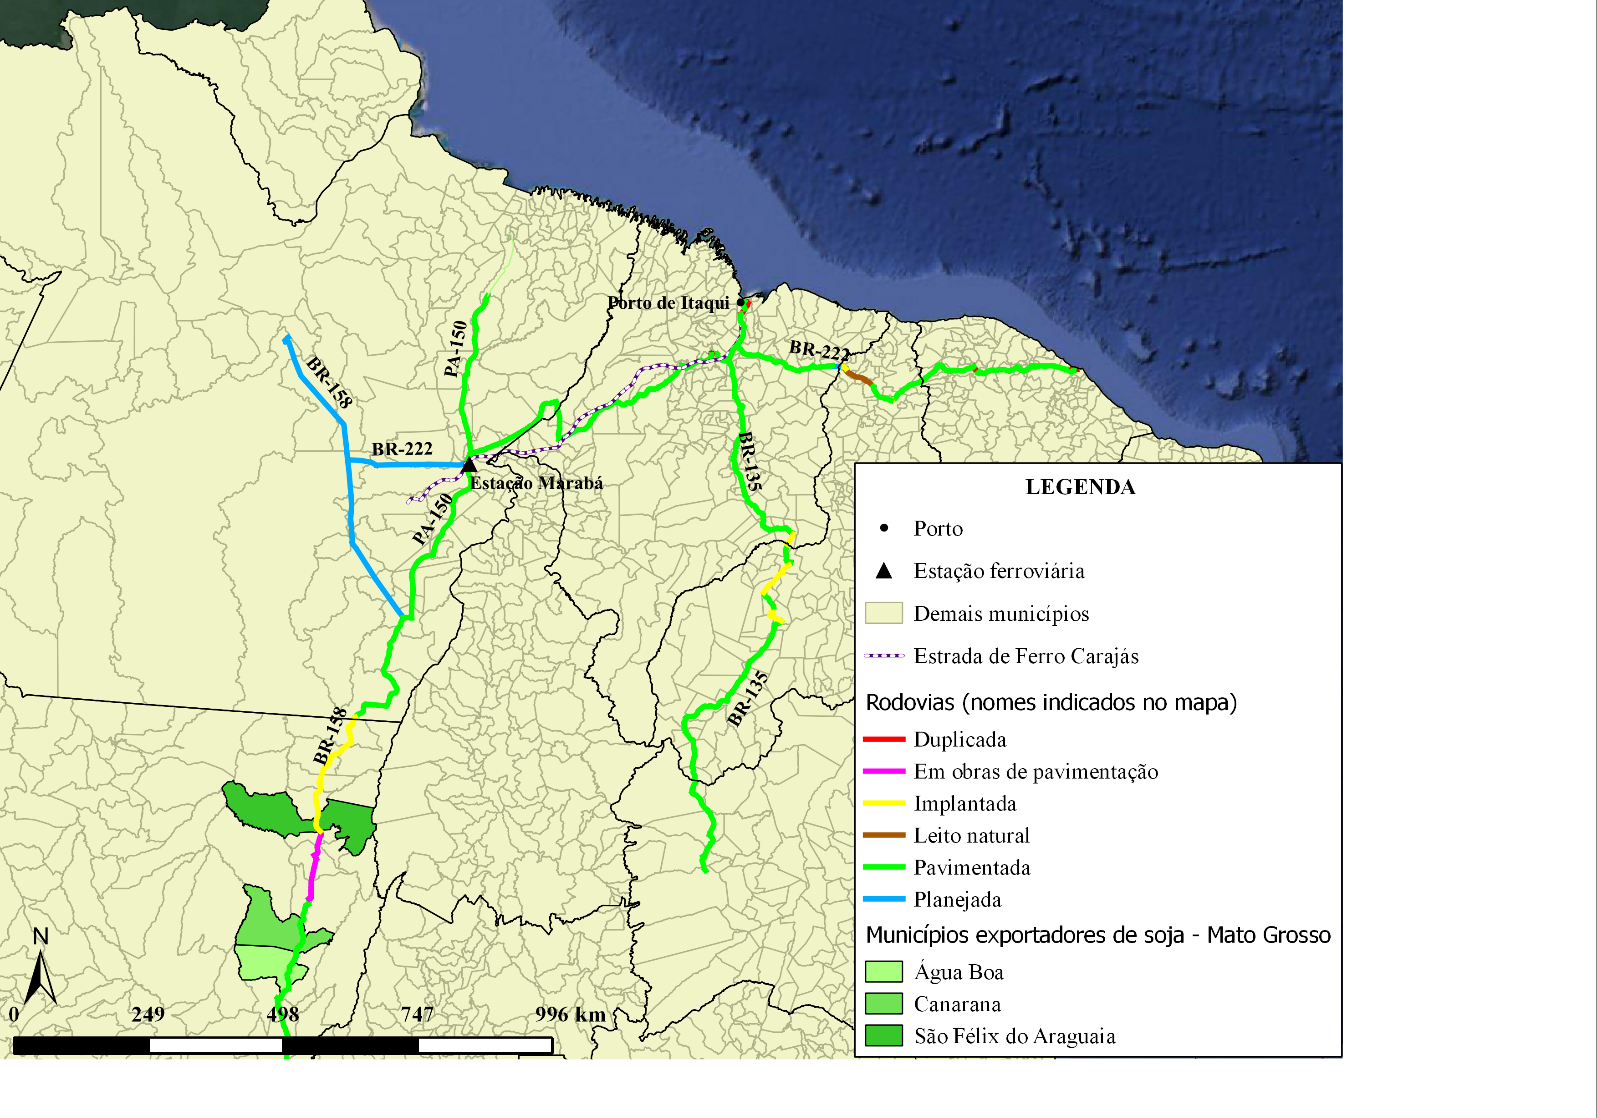 Porto de Itaqui
PA-150
BR-222
BR-158
BR-222
BR-135
Estação Marabá
PA-150
BR-135
BR-158
N
0 249 498 747 996 km
LEGENDA
Porto
Estação ferroviária
Demais municípios
Estrada de Ferro Carajás
Rodovias (nomes indicados no mapa)
Duplicada
Em obras de pavimentação
Implantada
Leito natural
Pavimentada
Planejada
Municípios exportadores de soja - Mato Grosso
Água Boa
Canarana
São Félix do Araguaia